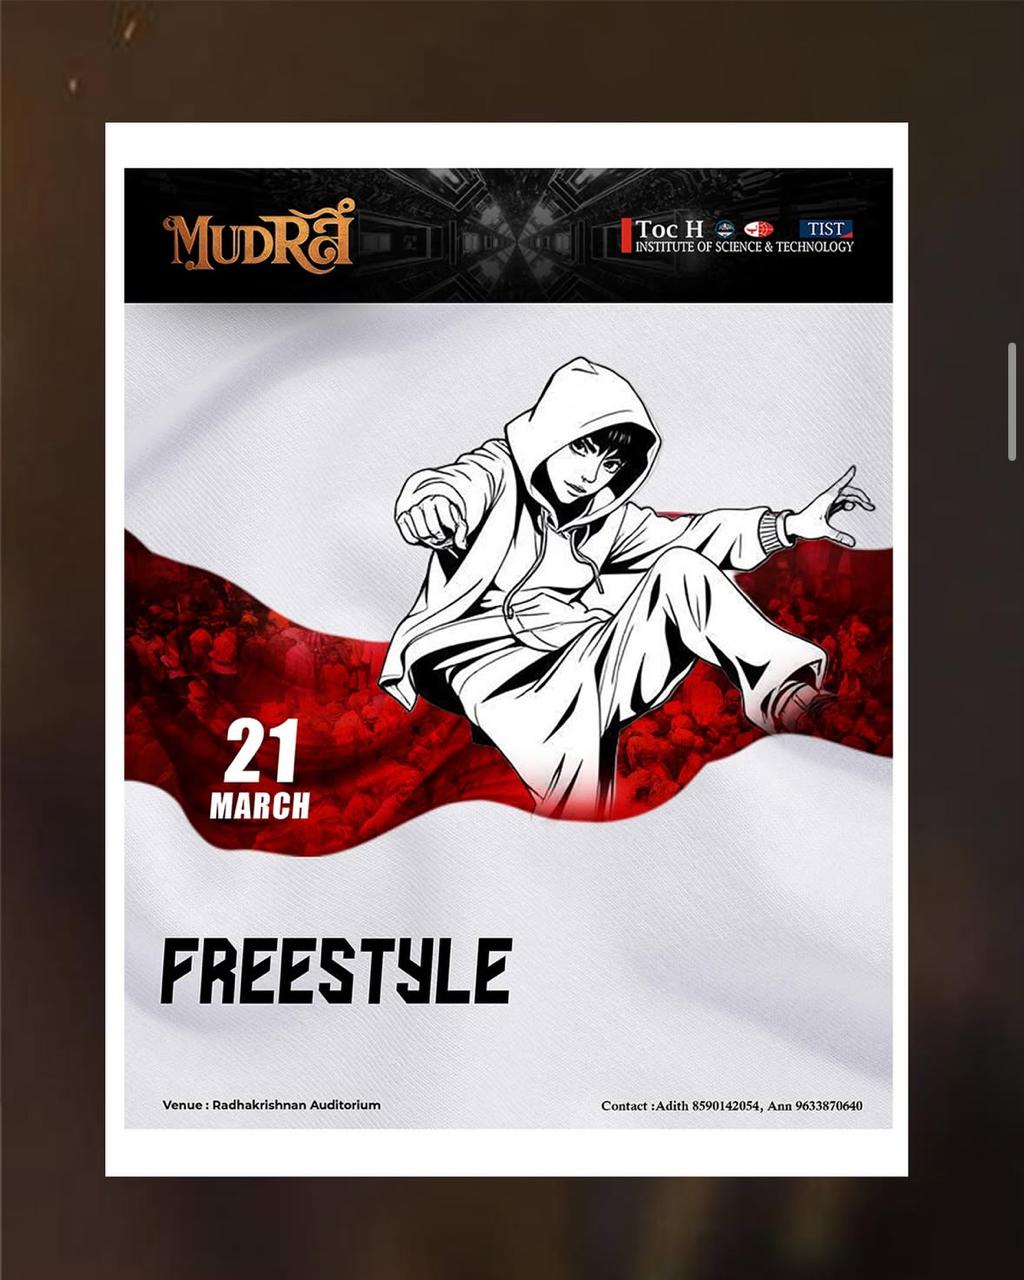 MUDRA
Toc H TIST
INSTITUTE OF SCIENCE & TECHNOLOGY
21
MARCH
FREESTYLE
Venue : Radhakrishnan Auditorium
Contact :Adith 8590142054, Ann 9633870640